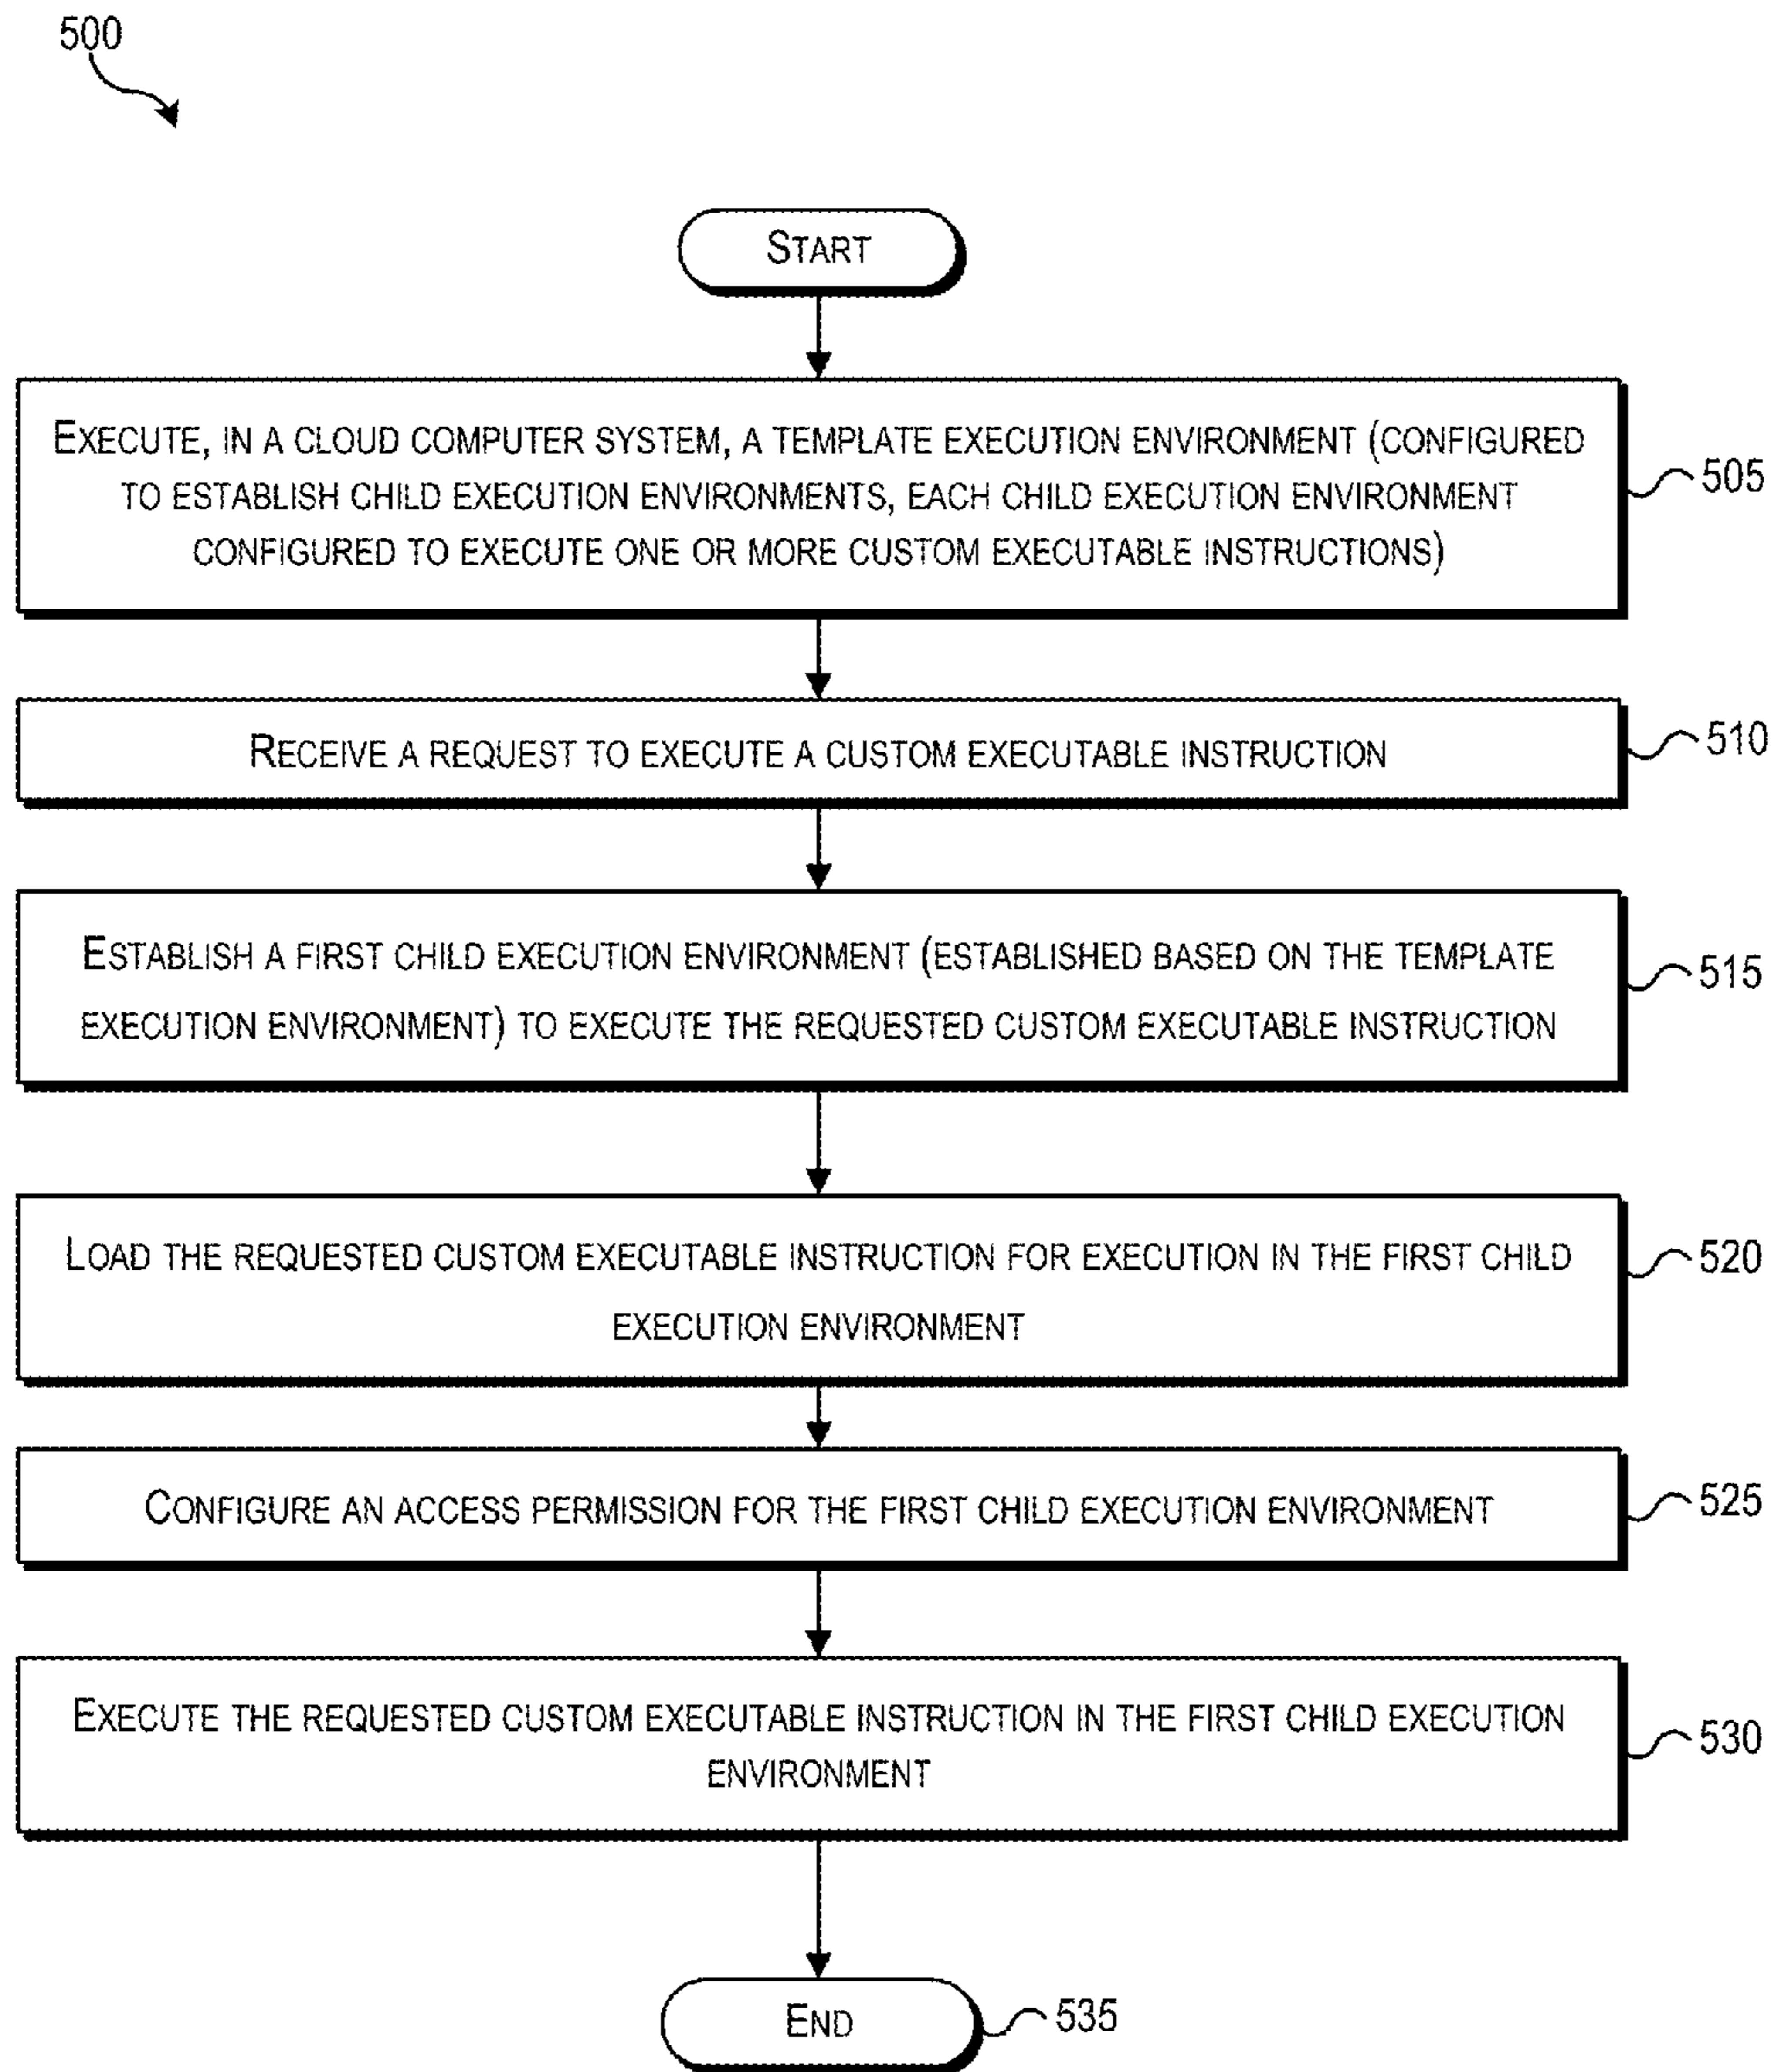 500
START
EXECUTE, IN A CLOUD COMPUTER SYSTEM, A TEMPLATE EXECUTION ENVIRONMENT (CONFIGURED
TO ESTABLISH CHILD EXECUTION ENVIRONMENTS, EACH CHILD EXECUTION ENVIRONMENT
CONFIGURED TO EXECUTE ONE OR MORE CUSTOM EXECUTABLE INSTRUCTIONS)
505
RECEIVE A REQUEST TO EXECUTE A CUSTOM EXECUTABLE INSTRUCTION
510
ESTABLISH A FIRST CHILD EXECUTION ENVIRONMENT (ESTABLISHED BASED ON THE TEMPLATE
EXECUTION ENVIRONMENT) TO EXECUTE THE REQUESTED CUSTOM EXECUTABLE INSTRUCTION
515
LOAD THE REQUESTED CUSTOM EXECUTABLE INSTRUCTION FOR EXECUTION IN THE FIRST CHILD
EXECUTION ENVIRONMENT
520
CONFIGURE AN ACCESS PERMISSION FOR THE FIRST CHILD EXECUTION ENVIRONMENT
525
EXECUTE THE REQUESTED CUSTOM EXECUTABLE INSTRUCTION IN THE FIRST CHILD EXECUTION
ENVIRONMENT
530
END
535